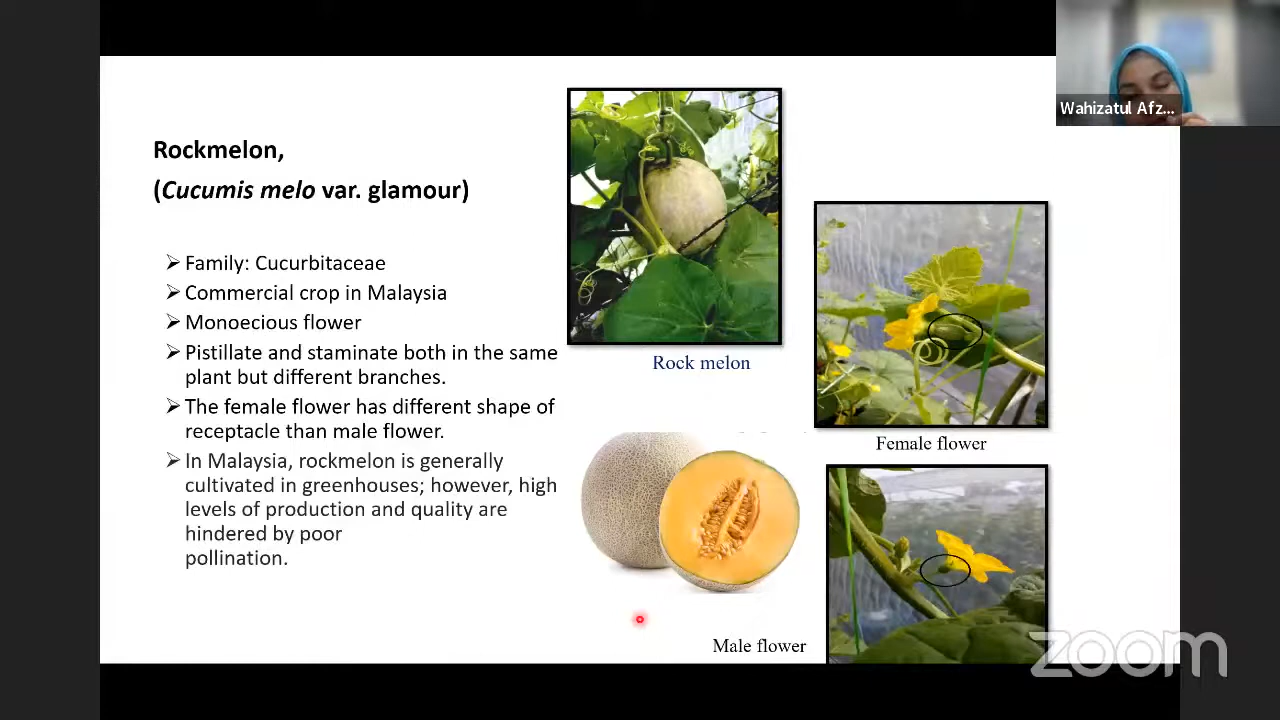 Wahizatul Afz...
Rockmelon,
(Cucumis melo var. glamour)
➢ Family: Cucurbitaceae
➢ Commercial crop in Malaysia
➢ Monoecious flower
➢ Pistillate and staminate both in the same
plant but different branches.
➢ The female flower has different shape of
receptacle than male flower.
➢ In Malaysia, rockmelon is generally
cultivated in greenhouses; however, high
levels of production and quality are
hindered by poor
pollination.
Rock melon
Female flower
Male flower
zoom